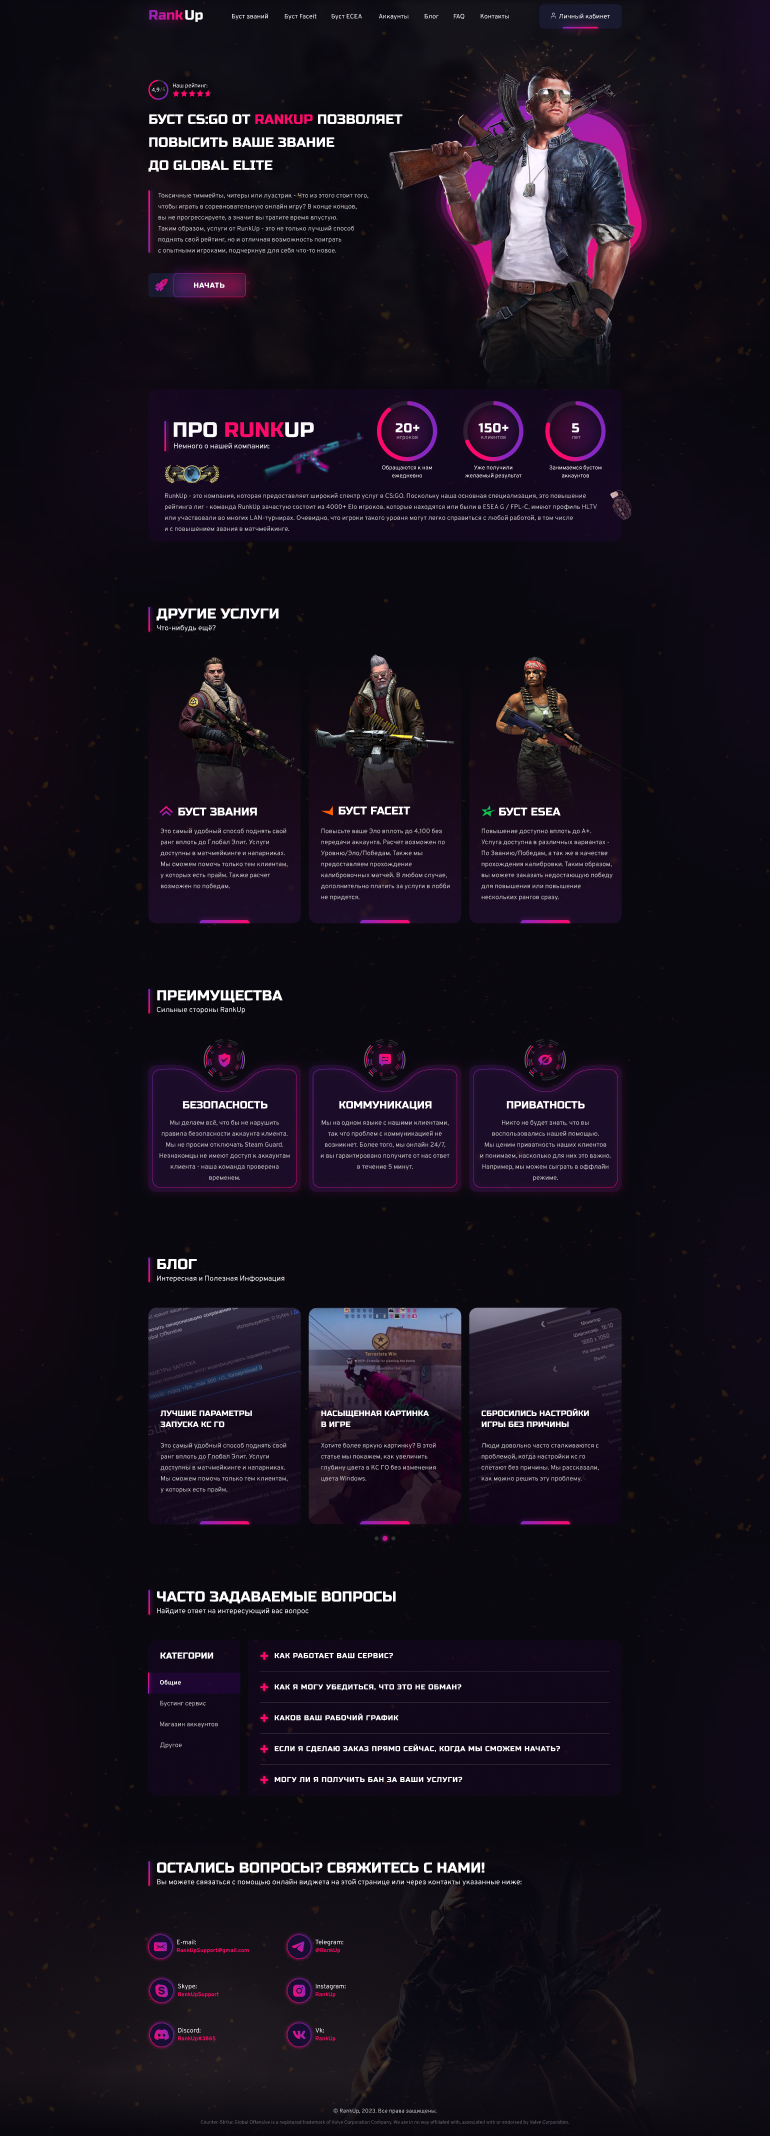 RankUp
Буст званий Буст Faceit Буст ECEA Аккаунты Блог FAQ Контакты Личный кабинет
4,9/5
Наш рейтинг:
БУСТ CS:GO ОТ RANKUP ПОЗВОЛЯЕТ
ПОВЫСИТЬ ВАШЕ ЗВАНИЕ
ДО GLOBAL ELITE
Токсичные тиммейты, читеры или лузстрик - Что из этого стоит того,
чтобы играть в соревновательную онлайн игру? В конце концов,
вы не прогрессируете, а значит вы тратите время впустую.
Таким образом, услуги от RunkUp - это не только лучший способ
поднять свой рейтинг, но и отличная возможность поиграть
с опытными игроками, подчеркнув для себя что-то новое.
НАЧАТЬ
ПРО RUNKUP
Немного о нашей компании:
20+
игроков
Обращаются к нам
ежедневно
150+
клиентов
Уже получили
желаемый результат
5
лет
Занимаемся бустом
аккаунтов
RunkUp - это компания, которая предоставляет широкий спектр услуг в CS:GO. Поскольку наша основная специализация, это повышение
рейтинга лиг - команда RunkUp зачастую состоит из 4000+ Elo игроков, которые находятся или были в ESEA G / FPL-C, имеют профиль HLTV
или участвовали во многих LAN-турнирах. Очевидно, что игроки такого уровня могут легко справиться с любой работой, в том числе
и с повышением звания в матчмейкинге.
ДРУГИЕ УСЛУГИ
Что-нибудь ещё?
БУСТ ЗВАНИЯ
Это самый удобный способ поднять свой
ранг вплоть до Глобал Элит. Услуги
доступны в матчмейкинге и напарниках.
Мы сможем помочь только тем клиентам,
у которых есть прайм. Также расчет
возможен по победам.
БУСТ FACEIT
Повысьте ваше Эло вплоть до 4,100 без
передачи аккаунта. Расчет возможен по
Уровню/Эло/Победам. Также мы
предоставляем прохождение
калибровочных матчей. В любом случае,
дополнительно платить за услуги в лобби
не придется.
БУСТ ESEA
Повышение доступно вплоть до A+.
Услуга доступна в различных вариантах -
По Званию/Победам, а так же в качестве
прохождения калибровки. Таким образом,
вы можете заказать недостающую победу
для повышения или повышение
нескольких рангов сразу.
ПРЕИМУЩЕСТВА
Сильные стороны RankUp
БЕЗОПАСНОСТЬ
Мы делаем всё, что бы не нарушить
правила безопасности аккаунта клиента.
Мы не просим отключать Steam Guard.
Незнакомцы не имеют доступ к аккаунтам
клиента - наша команда проверена
временем.
КОММУНИКАЦИЯ
Мы на одном языке с нашими клиентами,
так что проблем с коммуникацией не
возникнет. Более того, мы онлайн 24/7,
и вы гарантировано получите от нас ответ
в течение 5 минут.
ПРИВАТНОСТЬ
Никто не будет знать, что вы
воспользовались нашей помощью.
Мы ценим приватность наших клиентов
и понимаем, насколько для них это важно.
Например, мы можем сыграть в оффлайн
режиме.
БЛОГ
Интересная и Полезная Информация
ЛУЧШИЕ ПАРАМЕТРЫ
ЗАПУСКА КС ГО
Это самый удобный способ поднять свой
ранг вплоть до Глобал Элит. Услуги
доступны в матчмейкинге и напарниках.
Мы сможем помочь только тем клиентам,
у которых есть прайм.
Terrorists Win
НАСЫЩЕННАЯ КАРТИНКА
В ИГРЕ
Хотите более яркую картинку? В этой
статье мы покажем, как увеличить
глубину цвета в КС ГО без изменения
цвета Windows.
СБРОСИЛИСЬ НАСТРОЙКИ
ИГРЫ БЕЗ ПРИЧИНЫ
Люди довольно часто сталкиваются с
проблемой, когда настройки кс го
слетают без причины. Мы рассказали,
как можно решить эту проблему.
ЧАСТО ЗАДАВАЕМЫЕ ВОПРОСЫ
Найдите ответ на интересующий вас вопрос
КАТЕГОРИИ
Общие
Бустинг сервис
Магазин аккаунтов
Другое
КАК РАБОТАЕТ ВАШ СЕРВИС?
КАК Я МОГУ УБЕДИТЬСЯ, ЧТО ЭТО НЕ ОБМАН?
КАКОВ ВАШ РАБОЧИЙ ГРАФИК
ЕСЛИ Я СДЕЛАЮ ЗАКАЗ ПРЯМО СЕЙЧАС, КОГДА МЫ СМОЖЕМ НАЧАТЬ?
МОГУ ЛИ Я ПОЛУЧИТЬ БАН ЗА ВАШИ УСЛУГИ?
ОСТАЛИСЬ ВОПРОСЫ? СВЯЖИТЕСЬ С НАМИ!
Вы можете связаться с помощью онлайн виджета на этой странице или через контакты указанные ниже:
E-mail:
RankUpSupport@gmail.com
Telegram:
@RankUp
Skype:
RankUpSupport
Instagram:
RankUp
Discord:
RankUp#3065
Vk:
RankUp
© RankUp, 2023. Все права защищены.
Counter-Strike: Global Offensive is a registered trademark of Valve Corporation Company. We are in no way affiliated with, associated with or endorsed by Valve Corporation.